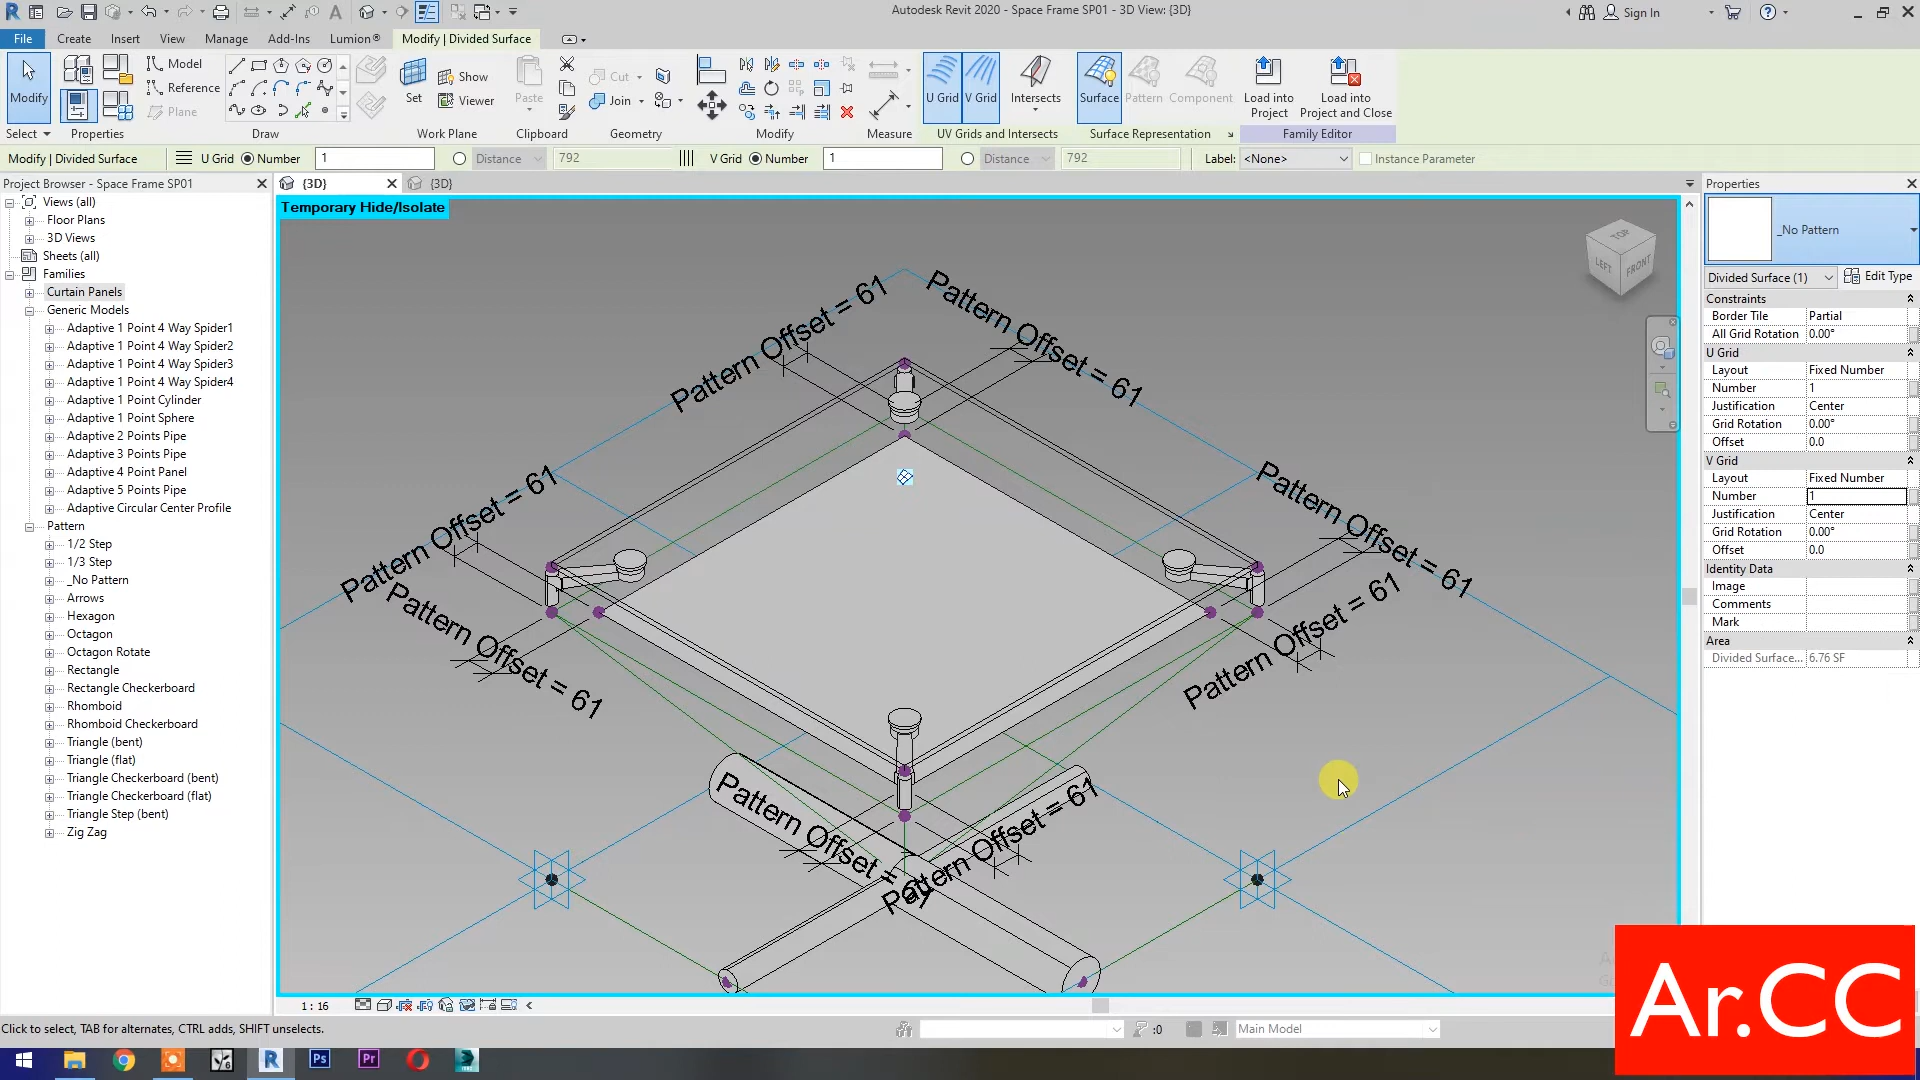 Autodesk Revit 2020 - Space Frame SP01 - 3D View: {3D}
Sign In
File
Create
Insert
View
Manage
Add-Ins
Lumion®
Modify | Divided Surface
Modify
Model
Reference
Plane
Set
Show
Viewer
Paste
Cut
Join
U Grid
V Grid
Intersects
Surface
Pattern
Component
Load into
Project
Load into
Project and Close
Select
Properties
Draw
Work Plane
Clipboard
Geometry
Modify
Measure
UV Grids and Intersects
Surface Representation
Family Editor
Modify | Divided Surface
U Grid
Number
1
Distance
792
V Grid
Number
1
Distance
792
Label:
<None>
Instance Parameter
Project Browser - Space Frame SP01
Views (all)
Floor Plans
3D Views
Sheets (all)
Families
Curtain Panels
Generic Models
Adaptive 1 Point 4 Way Spider1
Adaptive 1 Point 4 Way Spider2
Adaptive 1 Point 4 Way Spider3
Adaptive 1 Point 4 Way Spider4
Adaptive 1 Point Cylinder
Adaptive 1 Point Sphere
Adaptive 2 Points Pipe
Adaptive 3 Points Pipe
Adaptive 4 Point Panel
Adaptive 5 Points Pipe
Adaptive Circular Center Profile
Pattern
1/2 Step
1/3 Step
_No Pattern
Arrows
Hexagon
Octagon
Octagon Rotate
Rectangle
Rectangle Checkerboard
Rhomboid
Rhomboid Checkerboard
Triangle (bent)
Triangle (flat)
Triangle Checkerboard (bent)
Triangle Checkerboard (flat)
Triangle Step (bent)
Zig Zag
{3D}
{3D}
Temporary Hide/Isolate
Pattern Offset = 61
Pattern Offset = 61
Pattern Offset = 61
Pattern Offset = 61
Pattern Offset = 61
Pattern Offset = 61
Pattern Offset = 61
Pattern Offset = 61
TOP
LEFT
FRONT
Properties
_No Pattern
Divided Surface (1)
Edit Type
Constraints
Border Tile
Partial
All Grid Rotation
0.00°
U Grid
Layout
Fixed Number
Number
1
Justification
Center
Grid Rotation
0.00°
Offset
0.0
V Grid
Layout
Fixed Number
Number
1
Justification
Center
Grid Rotation
0.00°
Offset
0.0
Identity Data
Image
Comments
Mark
Area
Divided Surface...
6.76 SF
1 : 16
Click to select, TAB for alternates, CTRL adds, SHIFT unselects.
:0
Main Model
Ar.CC